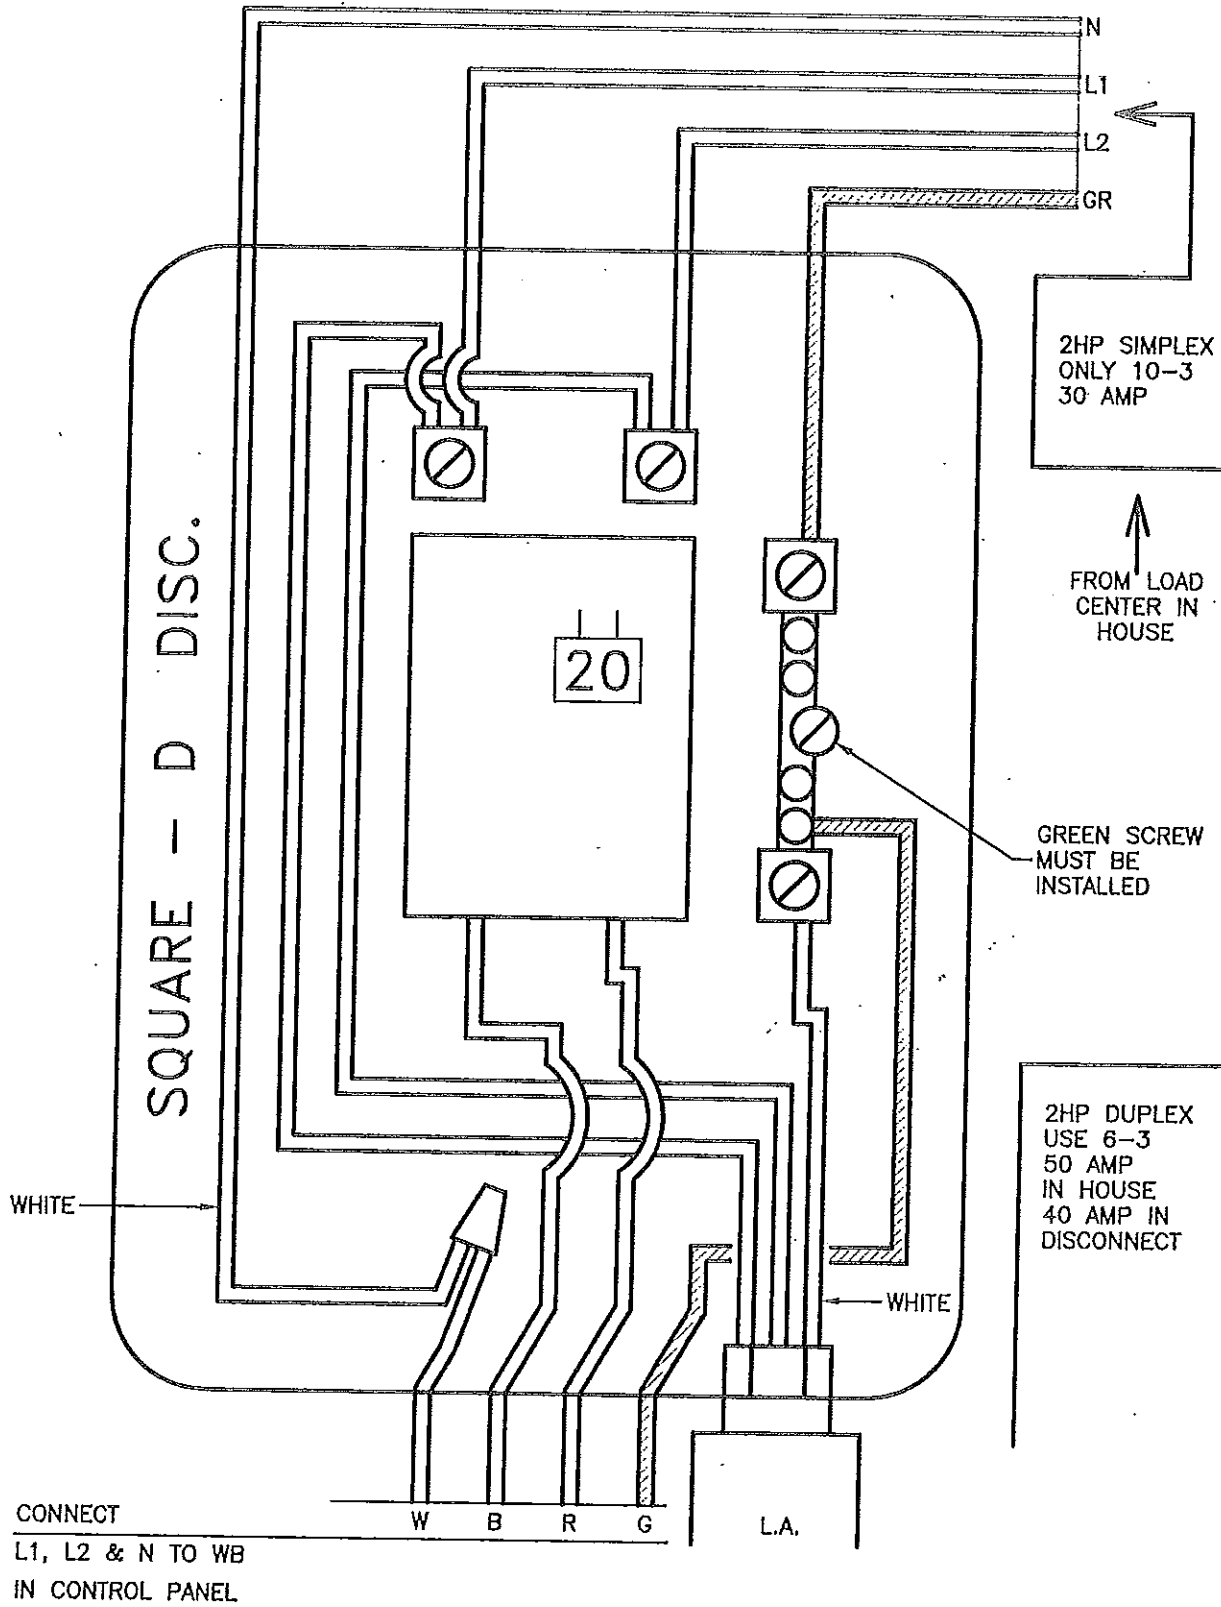 N
L1
L2
GR
2HP SIMPLEX
ONLY 10-3
30 AMP
FROM LOAD
CENTER IN
HOUSE
SQUARE - D DISC.
20
GREEN SCREW
MUST BE
INSTALLED
2HP DUPLEX
USE 6-3
50 AMP
IN HOUSE
40 AMP IN
DISCONNECT
WHITE
WHITE
W B R G
L.A.
CONNECT
L1, L2 & N TO WB
IN CONTROL PANEL